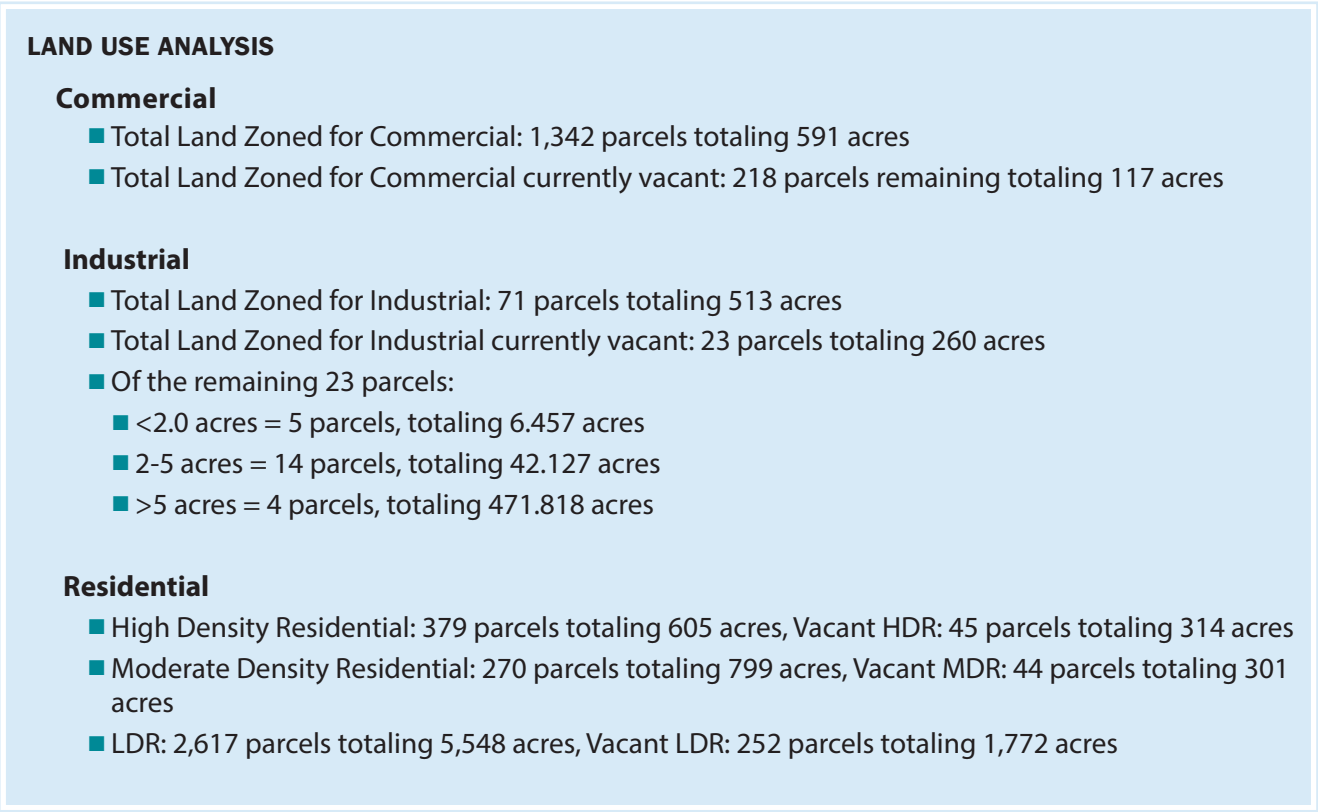 LAND USE ANALYSIS
Commercial
■ Total Land Zoned for Commercial: 1,342 parcels totaling 591 acres
■ Total Land Zoned for Commercial currently vacant: 218 parcels remaining totaling 117 acres
Industrial
■ Total Land Zoned for Industrial: 71 parcels totaling 513 acres
■ Total Land Zoned for Industrial currently vacant: 23 parcels totaling 260 acres
■ Of the remaining 23 parcels:
■ <2.0 acres = 5 parcels, totaling 6.457 acres
■ 2-5 acres = 14 parcels, totaling 42.127 acres
■ >5 acres = 4 parcels, totaling 471.818 acres
Residential
■ High Density Residential: 379 parcels totaling 605 acres, Vacant HDR: 45 parcels totaling 314 acres
■ Moderate Density Residential: 270 parcels totaling 799 acres, Vacant MDR: 44 parcels totaling 301
acres
■ LDR: 2,617 parcels totaling 5,548 acres, Vacant LDR: 252 parcels totaling 1,772 acres